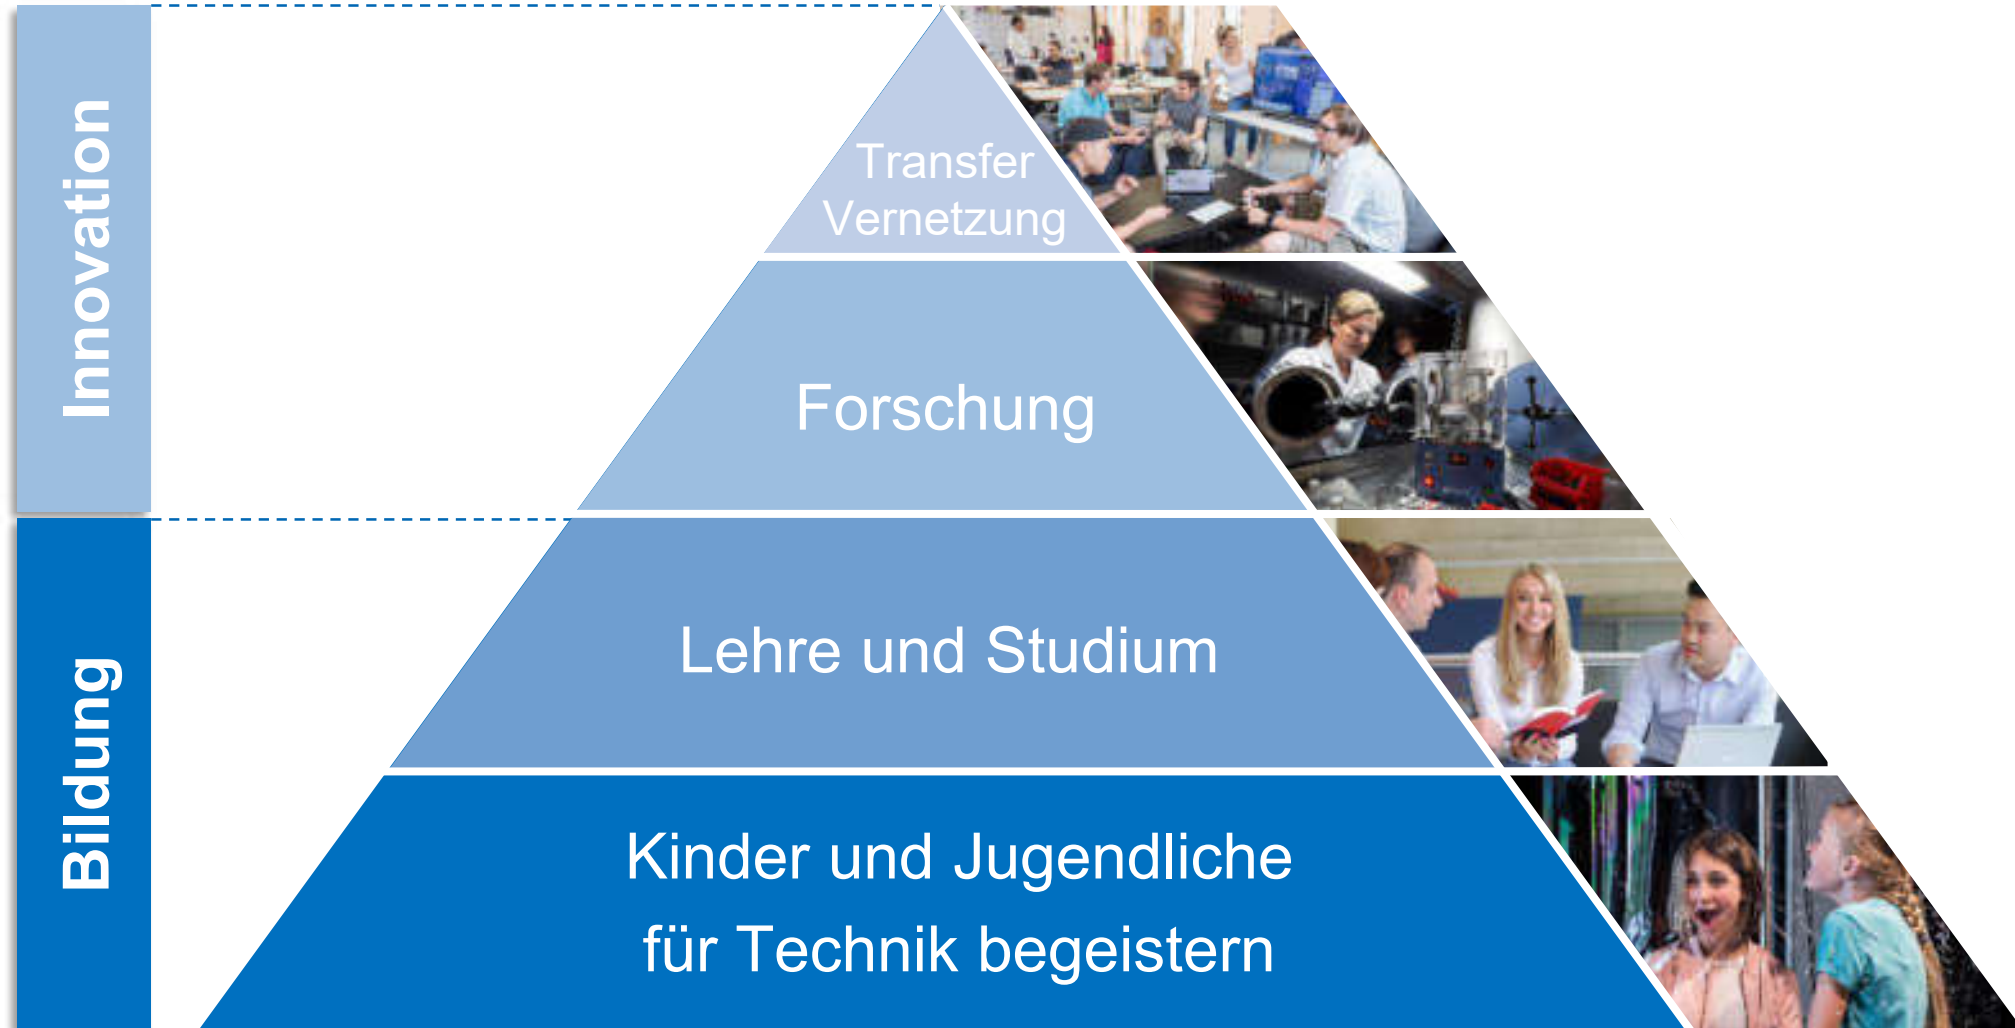 Innovation
Transfer
Vernetzung
Forschung
Bildung
Lehre und Studium
Kinder und Jugendliche
für Technik begeistern